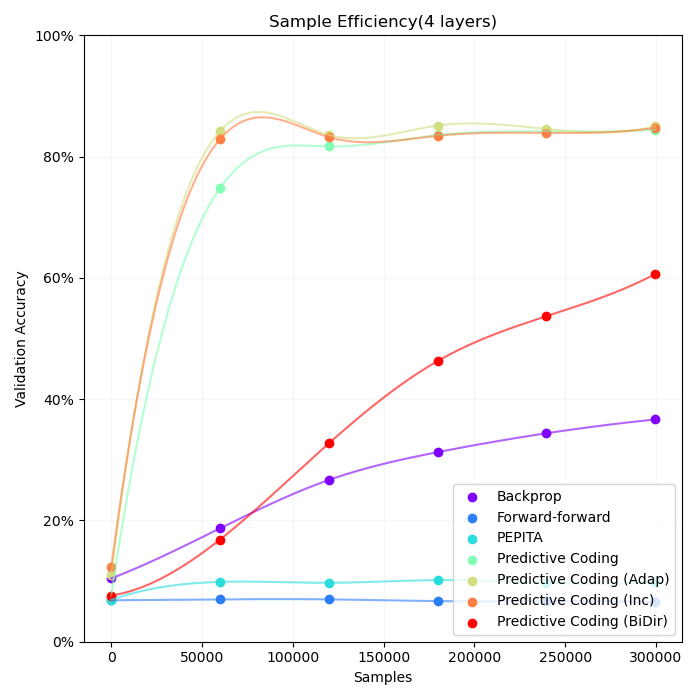 Sample Efficiency(4 layers)
100%
80%
60%
40%
20%
0%
Validation Accuracy
Backprop
Forward-forward
PEPITA
Predictive Coding
Predictive Coding (Adap)
Predictive Coding (Inc)
Predictive Coding (BiDir)
0 50000 100000 150000 200000 250000 300000
Samples